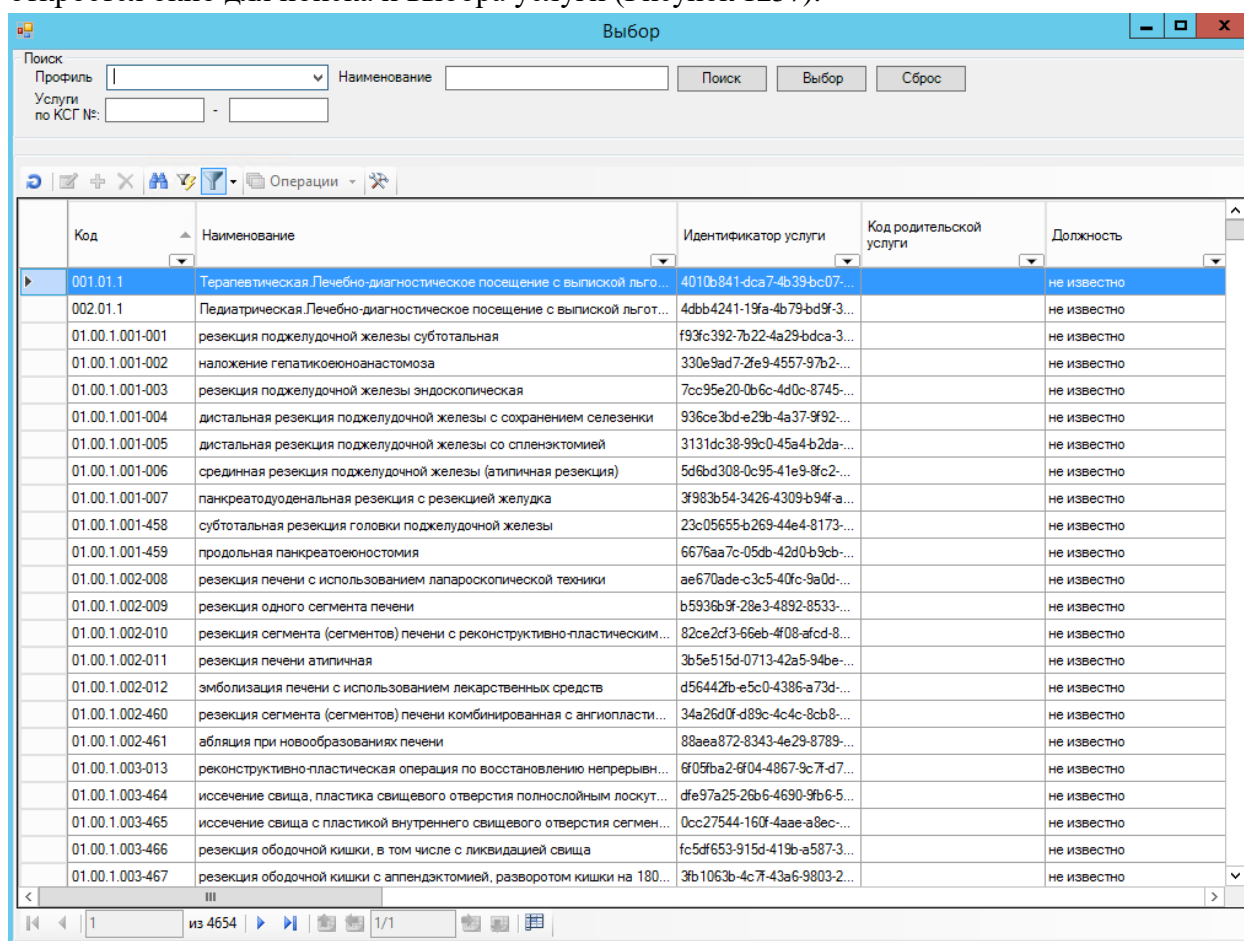 Выбор
Поиск
Профиль Наименование Поиск Выбор Сброс
Услуги
по КСГ №: -
Операции
Код Наименование Идентификатор услуги Код родительской услуги Должность
001.01.1 Терапевтическая.Лечебно-диагностическое посещение с выпиской льго... 4010b841-dca7-4b39-bc07-... не известно
002.01.1 Педиатрическая.Лечебно-диагностическое посещение с выпиской льгот... 4dbb4241-19fa-4b79-bd9f-3... не известно
01.00.1.001-001 резекция поджелудочной железы субтотальная f93fc392-7b22-4a29-bdca-3... не известно
01.00.1.001-002 наложение гепатикоеюноанастомоза 330e9ad7-2fe9-4557-97b2-... не известно
01.00.1.001-003 резекция поджелудочной железы эндоскопическая 7cc95e20-0b6c-4d0c-8745-... не известно
01.00.1.001-004 дистальная резекция поджелудочной железы с сохранением селезенки 936ce3bd-e29b-4a37-9f92-... не известно
01.00.1.001-005 дистальная резекция поджелудочной железы со спленэктомией 3131dc38-99c0-45a4-b2da-... не известно
01.00.1.001-006 срединная резекция поджелудочной железы (атипичная резекция) 5d6bd308-0c95-41e9-8fc2-... не известно
01.00.1.001-007 панкреатодуоденальная резекция с резекцией желудка 3f983b54-3426-4309-b94f-a... не известно
01.00.1.001-458 субтотальная резекция головки поджелудочной железы 23c05655-b269-44e4-8173-... не известно
01.00.1.001-459 продольная панкреатоеюностомия 6676aa7c-05db-42d0-b9cb-... не известно
01.00.1.002-008 резекция печени с использованием лапароскопической техники ae670ade-c3c5-40fc-9a0d-... не известно
01.00.1.002-009 резекция одного сегмента печени b5936b9f-28e3-4892-8533-... не известно
01.00.1.002-010 резекция сегмента (сегментов) печени с реконструктивно-пластическим... 82ce2cf3-66eb-4f08-afcd-8... не известно
01.00.1.002-011 резекция печени атипичная 3b5e515d-0713-42a5-94be-... не известно
01.00.1.002-012 эмболизация печени с использованием лекарственных средств d56442fb-e5c0-4386-a73d-... не известно
01.00.1.002-460 резекция сегмента (сегментов) печени комбинированная с ангиопласти... 34a26d0f-d89c-4c4c-8cb8-... не известно
01.00.1.002-461 абляция при новообразованиях печени 88aea872-8343-4e29-8789-... не известно
01.00.1.003-013 реконструктивно-пластическая операция по восстановлению непрерывн... 6f05fba2-6f04-4867-9c7f-d7... не известно
01.00.1.003-464 иссечение свища, пластика свищевого отверстия полнослойным лоскут... dfe97a25-26b6-4690-9fb6-5... не известно
01.00.1.003-465 иссечение свища с пластикой внутреннего свищевого отверстия сегмен... 0cc27544-160f-4aae-a8ec-... не известно
01.00.1.003-466 резекция ободочной кишки, в том числе с ликвидацией свища fc5df653-915d-419b-a587-3... не известно
01.00.1.003-467 резекция ободочной кишки с аппендэктомией, разворотом кишки на 180... 3fb1063b-4c7f-43a6-9803-2... не известно
1 из 4654 1/1